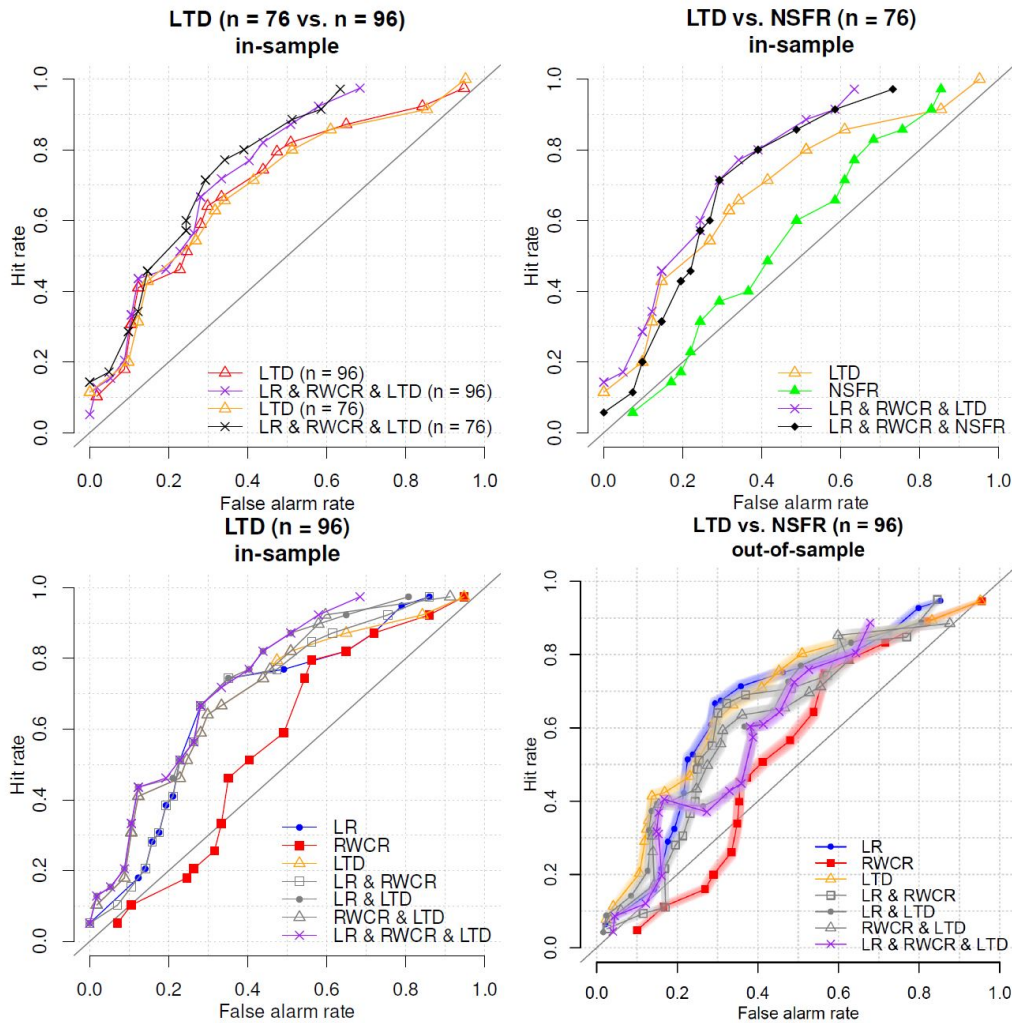 LTD (n = 76 vs. n = 96)
in-sample
Hit rate
1.0
0.8
0.6
0.4
0.2
0.0
LTD (n = 96)
LR & RWCR & LTD (n = 96)
LTD (n = 76)
LR & RWCR & LTD (n = 76)
0.0 0.2 0.4 0.6 0.8 1.0
False alarm rate
LTD vs. NSFR (n = 76)
in-sample
Hit rate
1.0
0.8
0.6
0.4
0.2
0.0
LTD
NSFR
LR & RWCR & LTD
LR & RWCR & NSFR
0.0 0.2 0.4 0.6 0.8 1.0
False alarm rate
LTD (n = 96)
in-sample
Hit rate
1.0
0.8
0.6
0.4
0.2
0.0
LR
RWCR
LTD
LR & RWCR
LR & LTD
RWCR & LTD
LR & RWCR & LTD
0.0 0.2 0.4 0.6 0.8 1.0
False alarm rate
LTD vs. NSFR (n = 96)
out-of-sample
Hit rate
1.0
0.8
0.6
0.4
0.2
0.0
LR
RWCR
LTD
LR & RWCR
LR & LTD
RWCR & LTD
LR & RWCR & LTD
0.0 0.2 0.4 0.6 0.8 1.0
False alarm rate